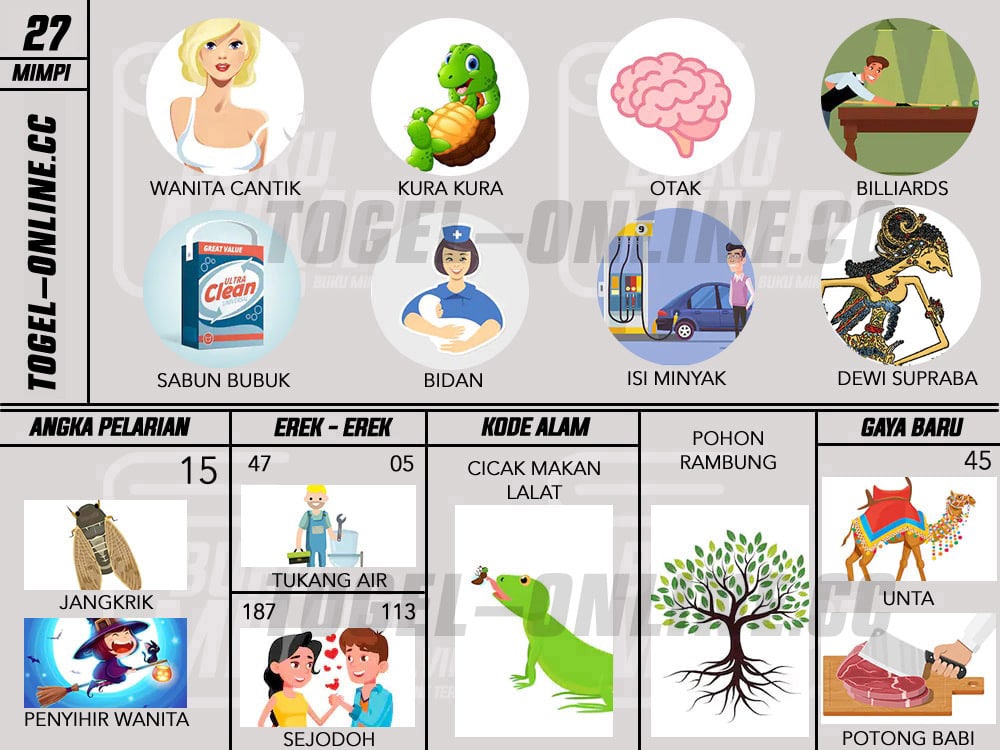 27
MIMPI
TOGEL-ONLINE.CC
WANITA CANTIK
KURA KURA
OTAK
BILLIARDS
GREAT VALUE
ULTRA
Clean
UNIVERSAL
9
SABUN BUBUK
BIDAN
ISI MINYAK
DEWI SUPRABA
TOGEL-ONLINE.CC
ANGKA PELARIAN
15
JANGKRIK
PENYIHIR WANITA
EREK - EREK
47 05
TUKANG AIR
187 113
SEJODOH
KODE ALAM
CICAK MAKAN
LALAT
POHON
RAMBUNG
GAYA BARU
45
UNTA
POTONG BABI
TOGEL-ONLINE.CC